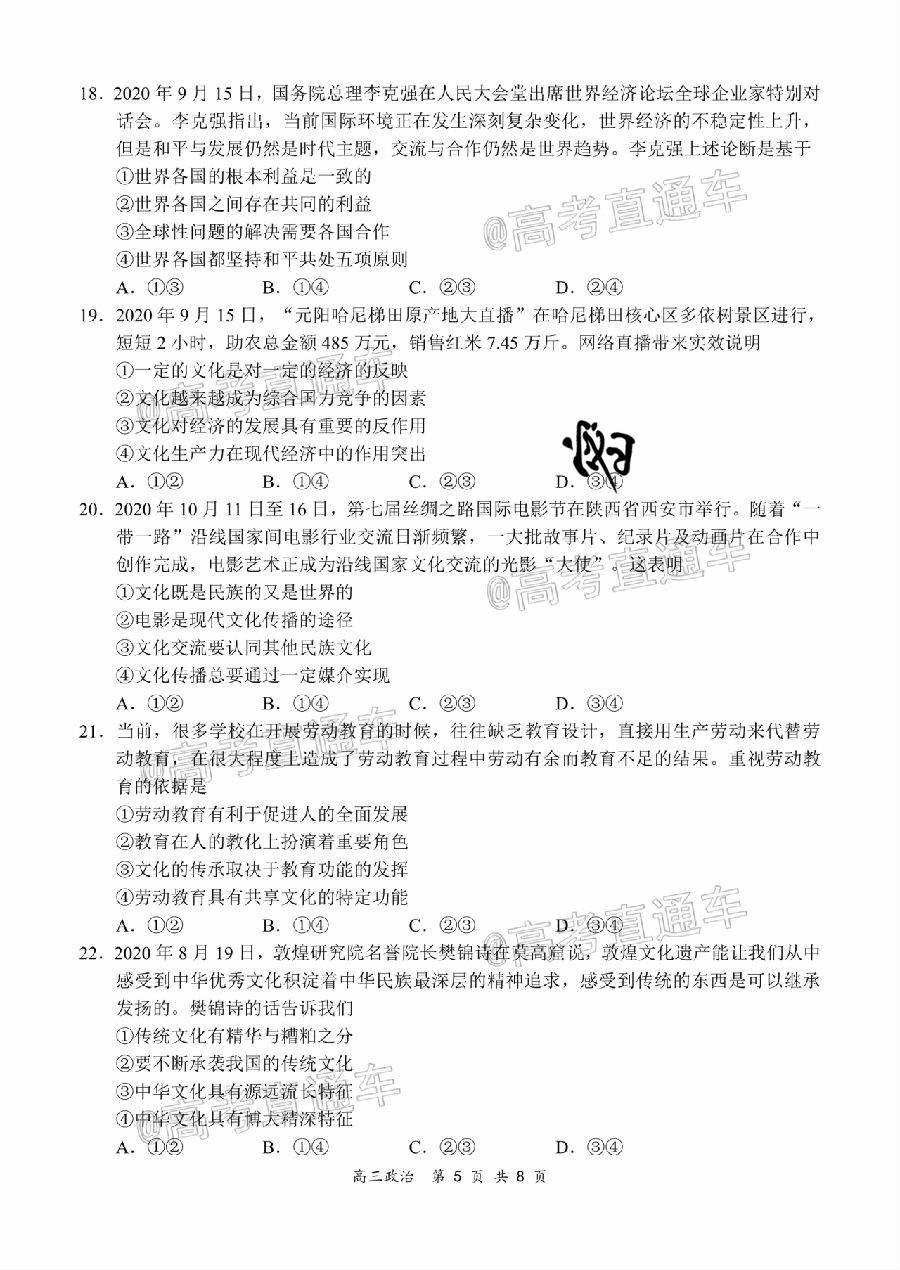 18．2020 年 9 月 15 日，国务院总理李克强在人民大会堂出席世界经济论坛全球企业家特别对
话会。李克强指出，当前国际环境正在发生深刻复杂变化，世界经济的不稳定性上升，
但是和平与发展仍然是时代主题，交流与合作仍然是世界趋势。李克强上述论断是基于
①世界各国的根本利益是一致的
②世界各国之间存在共同的利益
③全球性问题的解决需要各国合作
④世界各国都坚持和平共处五项原则
@高考直通车
A．①③ B．①④ C．②③ D．②④
19．2020 年 9 月 15 日，“元阳哈尼梯田原产地大直播”在哈尼梯田核心区多依树景区进行，
短短 2 小时，助农总金额 485 万元，销售红米 7.45 万斤。网络直播带来实效说明
①一定的文化是对一定的经济的反映
②文化越来越成为综合国力竞争的因素
③文化对经济的发展具有重要的反作用
④文化生产力在现代经济中的作用突出
@高考直通车
A．①② B．①④ C．②③ D．③④
20．2020 年 10 月 11 日至 16 日，第七届丝绸之路国际电影节在陕西省西安市举行。随着“一
带一路”沿线国家间电影行业交流日渐频繁，一大批故事片、纪录片及动画片在合作中
创作完成，电影艺术正成为沿线国家文化交流的光影“大使”。这表明
①文化既是民族的又是世界的
②电影是现代文化传播的途径
③文化交流要认同其他民族文化
④文化传播总要通过一定媒介实现
@高考直通车
A．①② B．①④ C．②③ D．③④
21．当前，很多学校在开展劳动教育的时候，往往缺乏教育设计，直接用生产劳动来代替劳
动教育，在很大程度上造成了劳动教育过程中劳动有余而教育不足的结果。重视劳动教
育的依据是
@高考直通车
①劳动教育有利于促进人的全面发展
②教育在人的教化上扮演着重要角色
③文化的传承取决于教育功能的发挥
④劳动教育具有共享文化的特定功能
A．①② B．①④ C．②③ D．③④
@高考直通车
22．2020 年 8 月 19 日，敦煌研究院名誉院长樊锦诗在莫高窟说，敦煌文化遗产能让我们从中
感受到中华优秀文化积淀着中华民族最深层的精神追求，感受到传统的东西是可以继承
发扬的。樊锦诗的话告诉我们
①传统文化有精华与糟粕之分
②要不断承袭我国的传统文化
③中华文化具有源远流长特征
④中华文化具有博大精深特征
@高考直通车
A．①② B．①④ C．②③ D．③④
高三政治 第 5 页 共 8 页